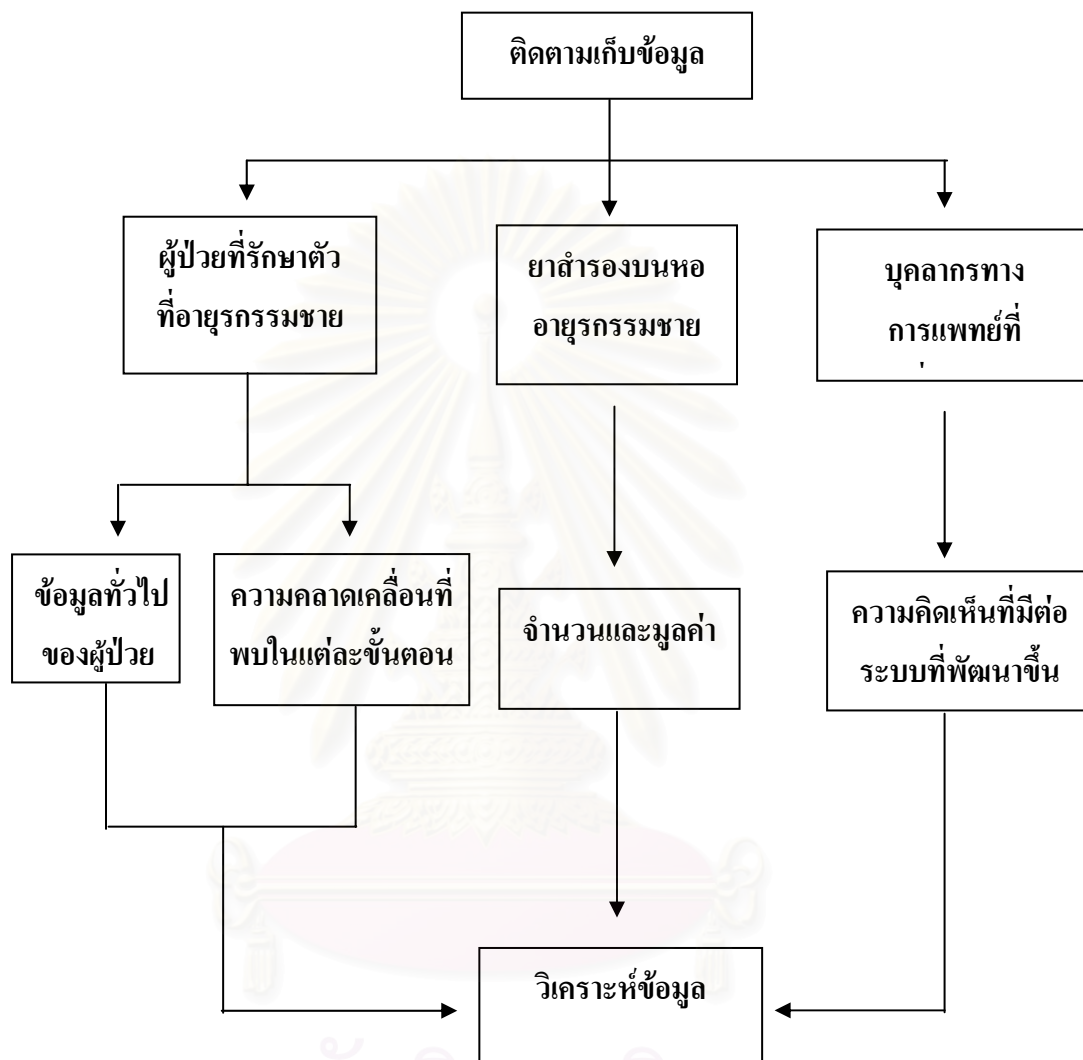 ติดตามเก็บข้อมูล
ผู้ป่วยที่รักษาตัว
ที่อายุรกรรมชาย
ยาสำรองบนหอ
อายุรกรรมชาย
บุคลากรทาง
การแพทย์ที่
ข้อมูลทั่วไป
ของผู้ป่วย
ความคลาดเคลื่อนที่
พบในแต่ละขั้นตอน
จำนวนและมูลค่า
ความคิดเห็นที่มีต่อ
ระบบที่พัฒนาขึ้น
วิเคราะห์ข้อมูล